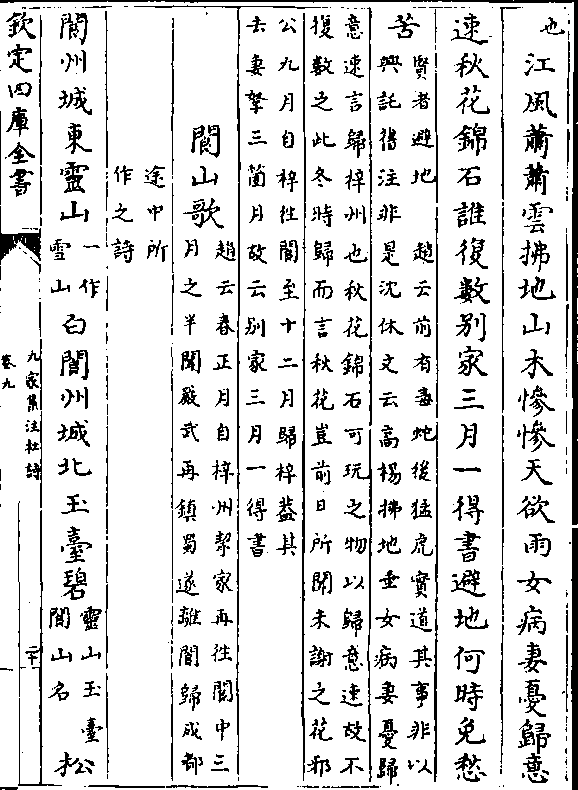 也江風蕭蕭雲拂地山木慘慘天欲雨女病妻憂歸意
速秋花錦石誰復數別家三月一得書避地何時免愁
苦賢者避地　趙云前有毒蛇後猛虎實道其事非以
興託舊注非是沈休文云高楊拂地垂女病妻憂歸
意速言歸梓州也秋花錦石可玩之物以歸意速故不
復數之此冬時歸而言秋花豈前日所聞未謝之花邪
公九月自梓往閬至十二月歸梓葢其
去妻孥三箇月故云別家三月一得書
閬山歌趙云春正月自梓州挈家再往閬中三
月之半聞嚴武再鎮蜀遂離閬歸成都
途中所
作之詩
閬州城東靈山一作
雪山白閬州城北玉臺碧靈山玉臺
閬山名松
欽定四庫全書
九家集注杜詩
卷九
二十一